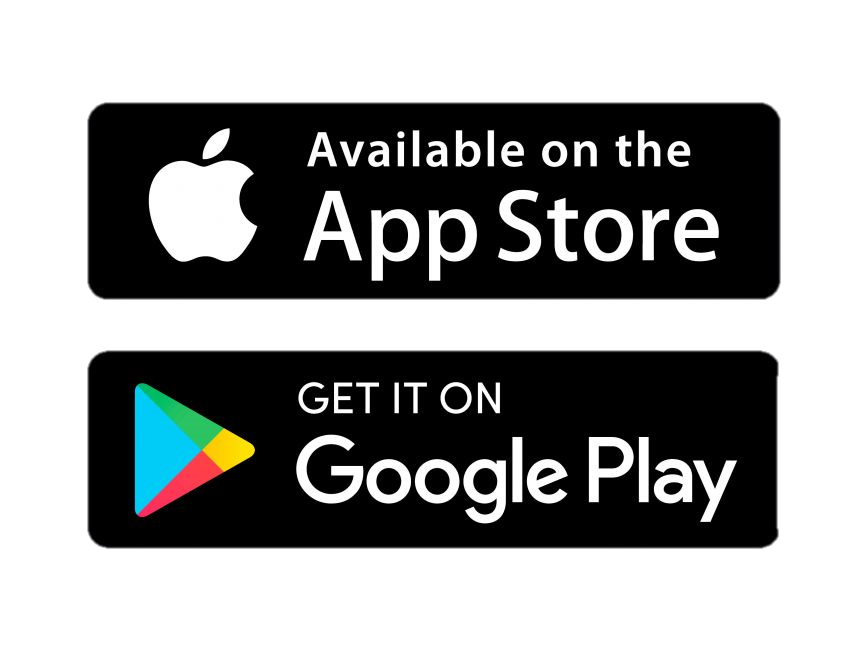 Available on the
App Store
GET IT ON
Google Play